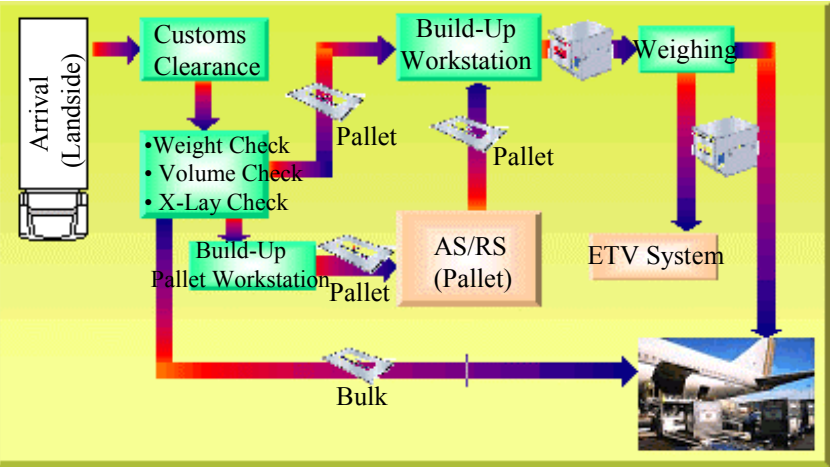 Arrival
(Landside)
Customs
Clearance
•Weight Check
• Volume Check
• X-Lay Check
Pallet
Build-Up
Workstation
Weighing
Pallet
Build-Up
Pallet Workstation
Pallet
AS/RS
(Pallet)
ETV System
Bulk